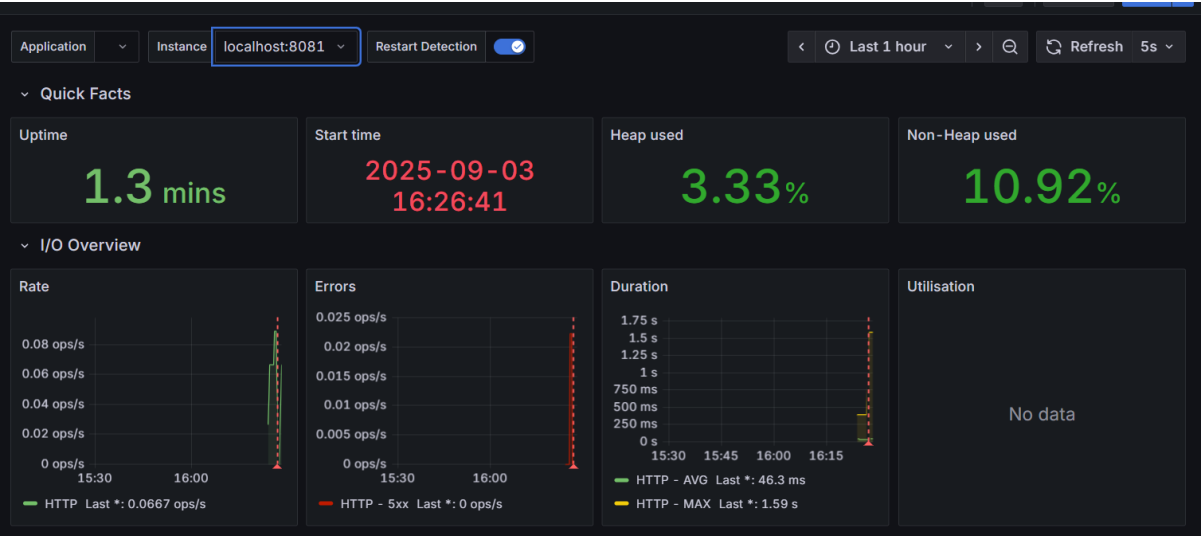 Application
Instance
localhost:8081
Restart Detection
Last 1 hour
Refresh
5s
Quick Facts
Uptime
1.3 mins
Start time
2025-09-03
16:26:41
Heap used
3.33%
Non-Heap used
10.92%
I/O Overview
Rate
0.08 ops/s
0.06 ops/s
0.04 ops/s
0.02 ops/s
0 ops/s
15:30
16:00
HTTP Last *: 0.0667 ops/s
Errors
0.025 ops/s
0.02 ops/s
0.015 ops/s
0.01 ops/s
0.005 ops/s
0 ops/s
15:30
16:00
HTTP - 5xx Last *: 0 ops/s
Duration
1.75 s
1.5 s
1.25 s
1 s
750 ms
500 ms
250 ms
0 s
15:30
15:45
16:00
16:15
HTTP - AVG Last *: 46.3 ms
HTTP - MAX Last *: 1.59 s
Utilisation
No data